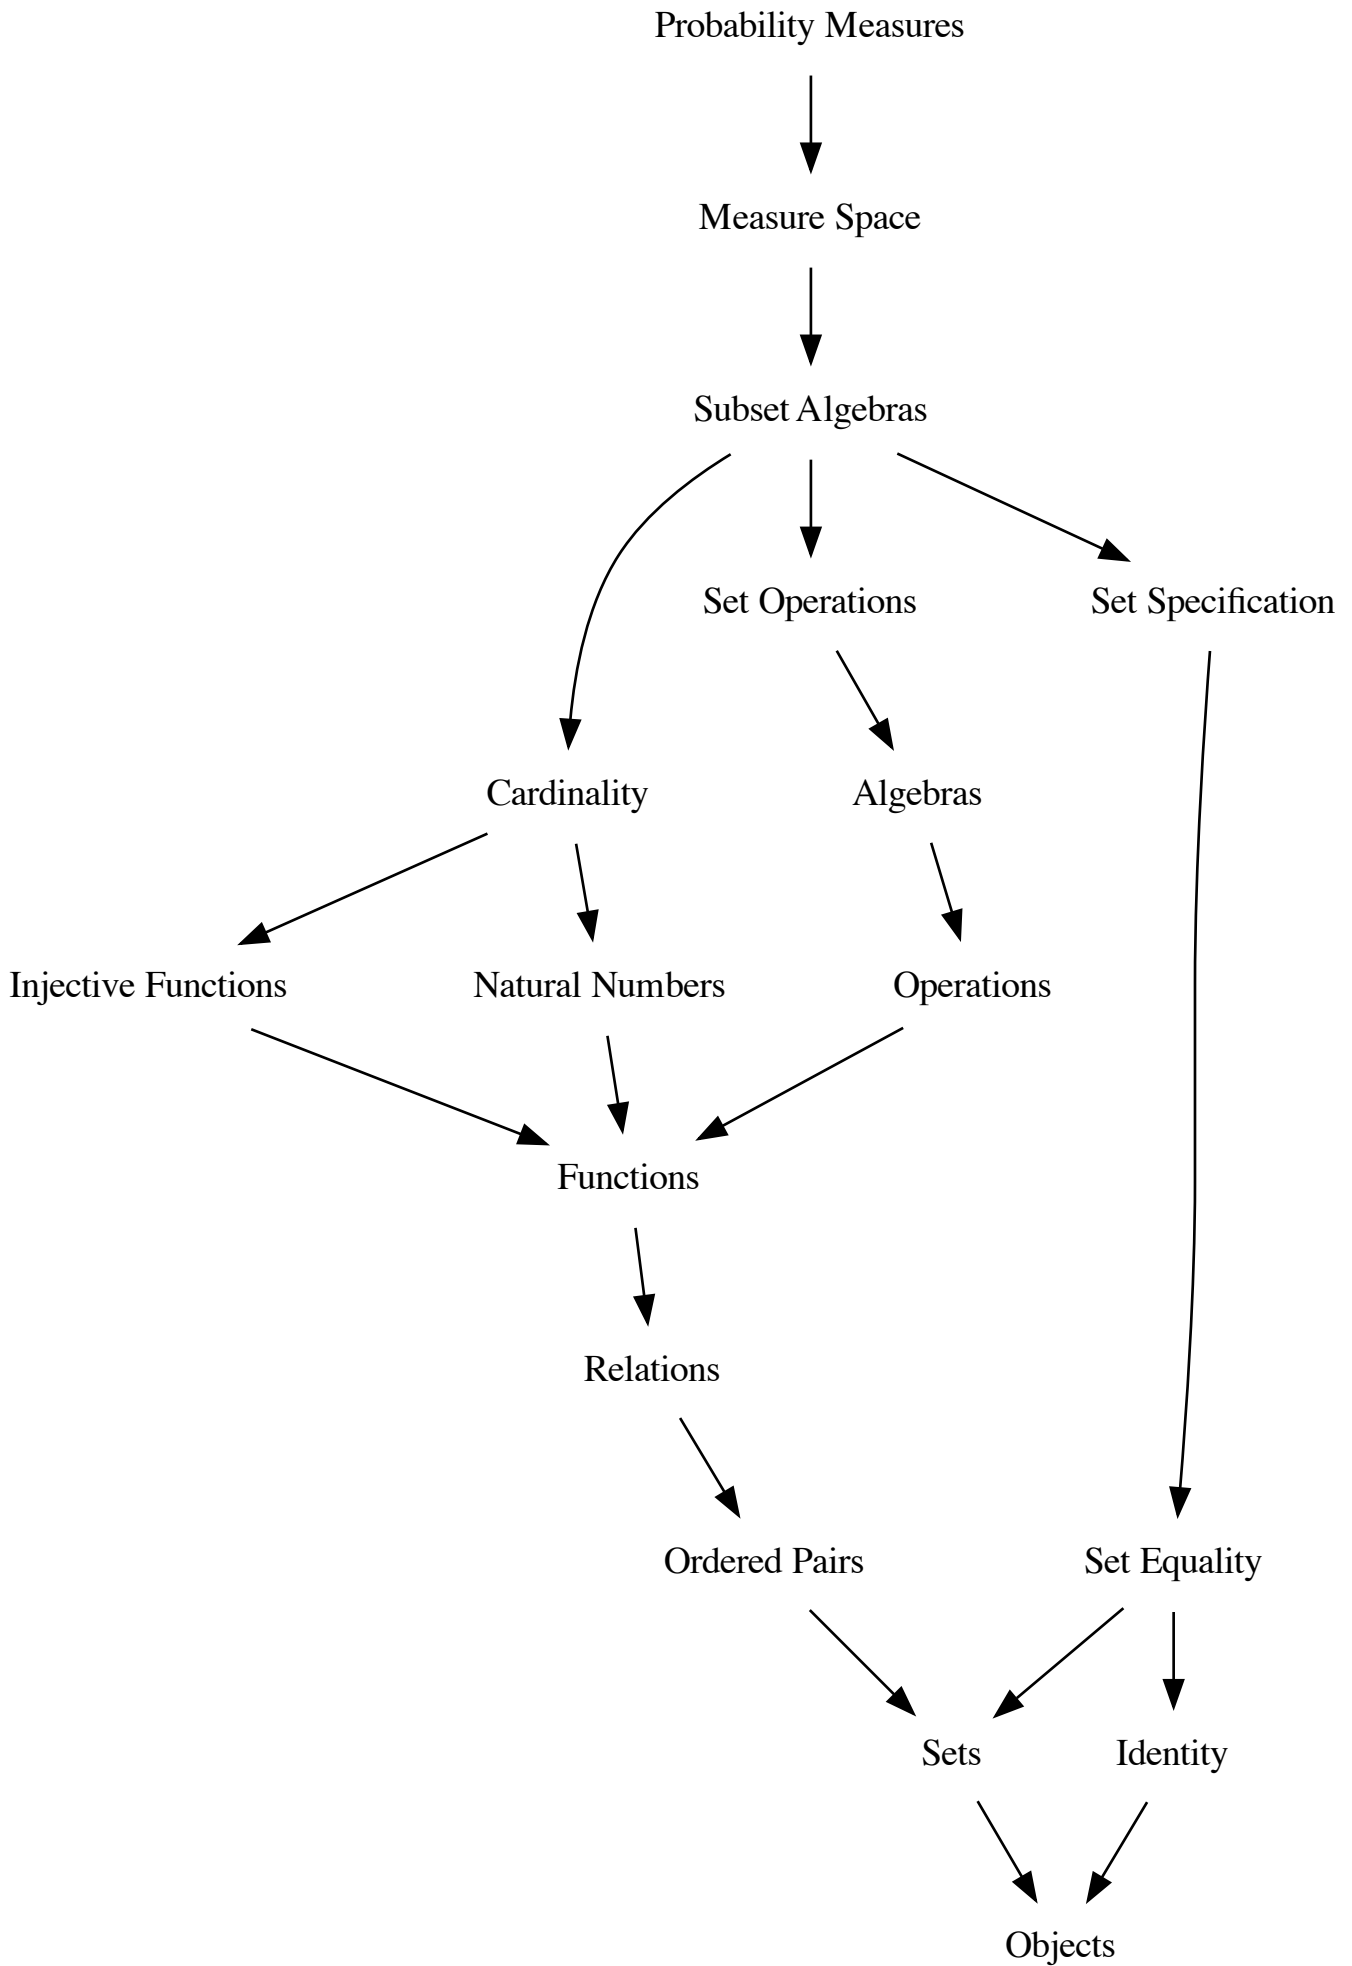 Probability Measures
Measure Space
Subset Algebras
Set Operations
Set Specification
Cardinality
Algebras
Injective Functions
Natural Numbers
Operations
Functions
Relations
Ordered Pairs
Set Equality
Sets
Identity
Objects